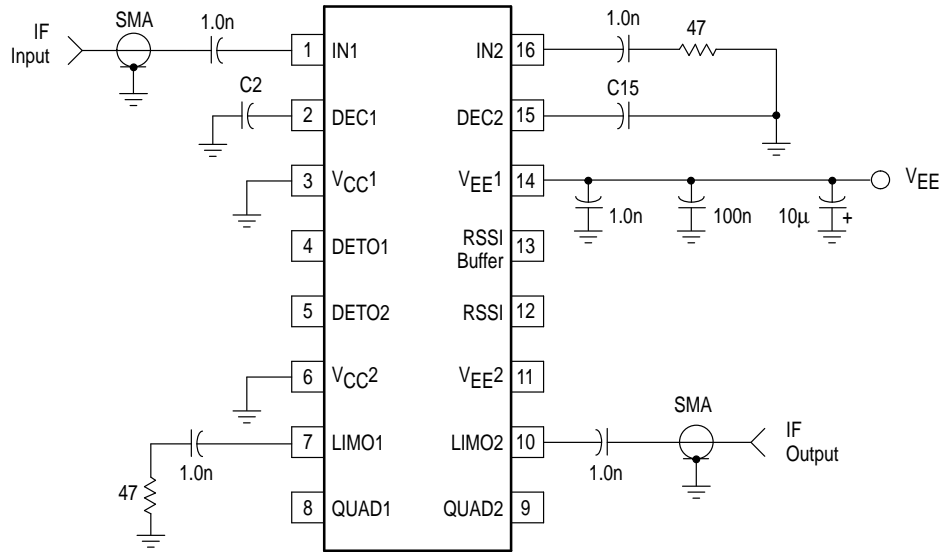 IF
Input
SMA
1.0n
1
IN1
IN2
16
1.0n
47
C2
2
DEC1
DEC2
15
C15
3
VCC1
VEE1
14
VEE
1.0n
100n
10µ
+
4
DETO1
RSSI
Buffer
13
5
DETO2
RSSI
12
6
VCC2
VEE2
11
7
LIMO1
LIMO2
10
1.0n
47
1.0n
SMA
IF
Output
8
QUAD1
QUAD2
9